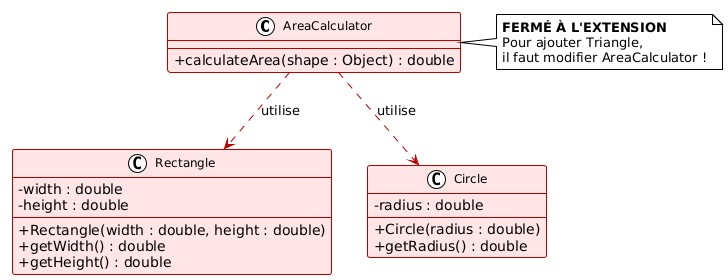 C AreaCalculator
+calculateArea(shape : Object) : double
FERMÉ À L'EXTENSION
Pour ajouter Triangle,
il faut modifier AreaCalculator !
utilise
utilise
C Rectangle
-width : double
-height : double
+Rectangle(width : double, height : double)
+getWidth() : double
+getHeight() : double
C Circle
-radius : double
+Circle(radius : double)
+getRadius() : double